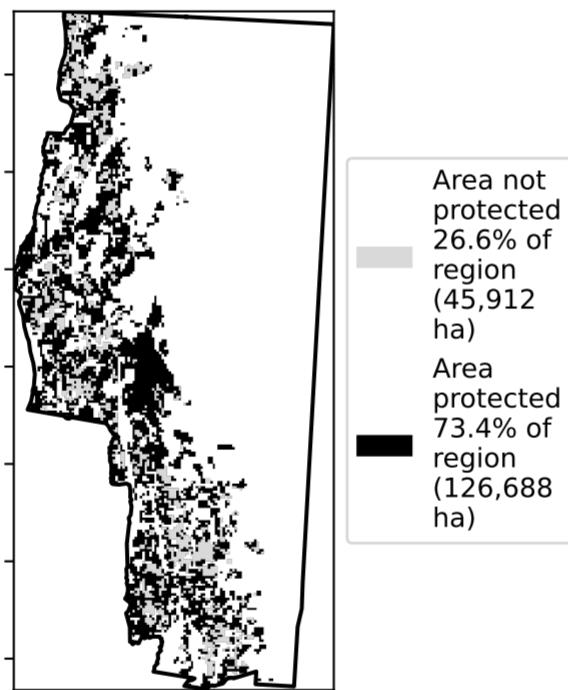 Area not
protected
26.6% of
region
(45,912
ha)
Area
protected
73.4% of
region
(126,688
ha)